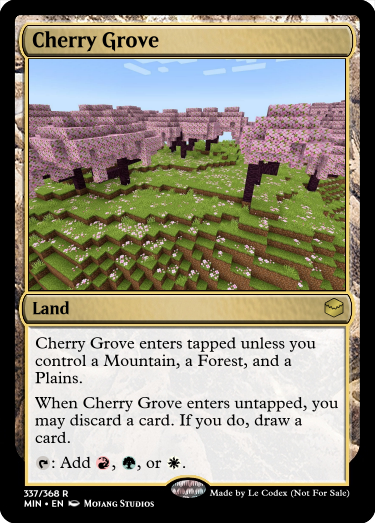 Cherry Grove
Land
Cherry Grove enters tapped unless you
control a Mountain, a Forest, and a
Plains.
When Cherry Grove enters untapped, you
may discard a card. If you do, draw a
card.
: Add , , or .
337/368 R
MIN • EN Mojang Studios
Made by Le Codex (Not For Sale)